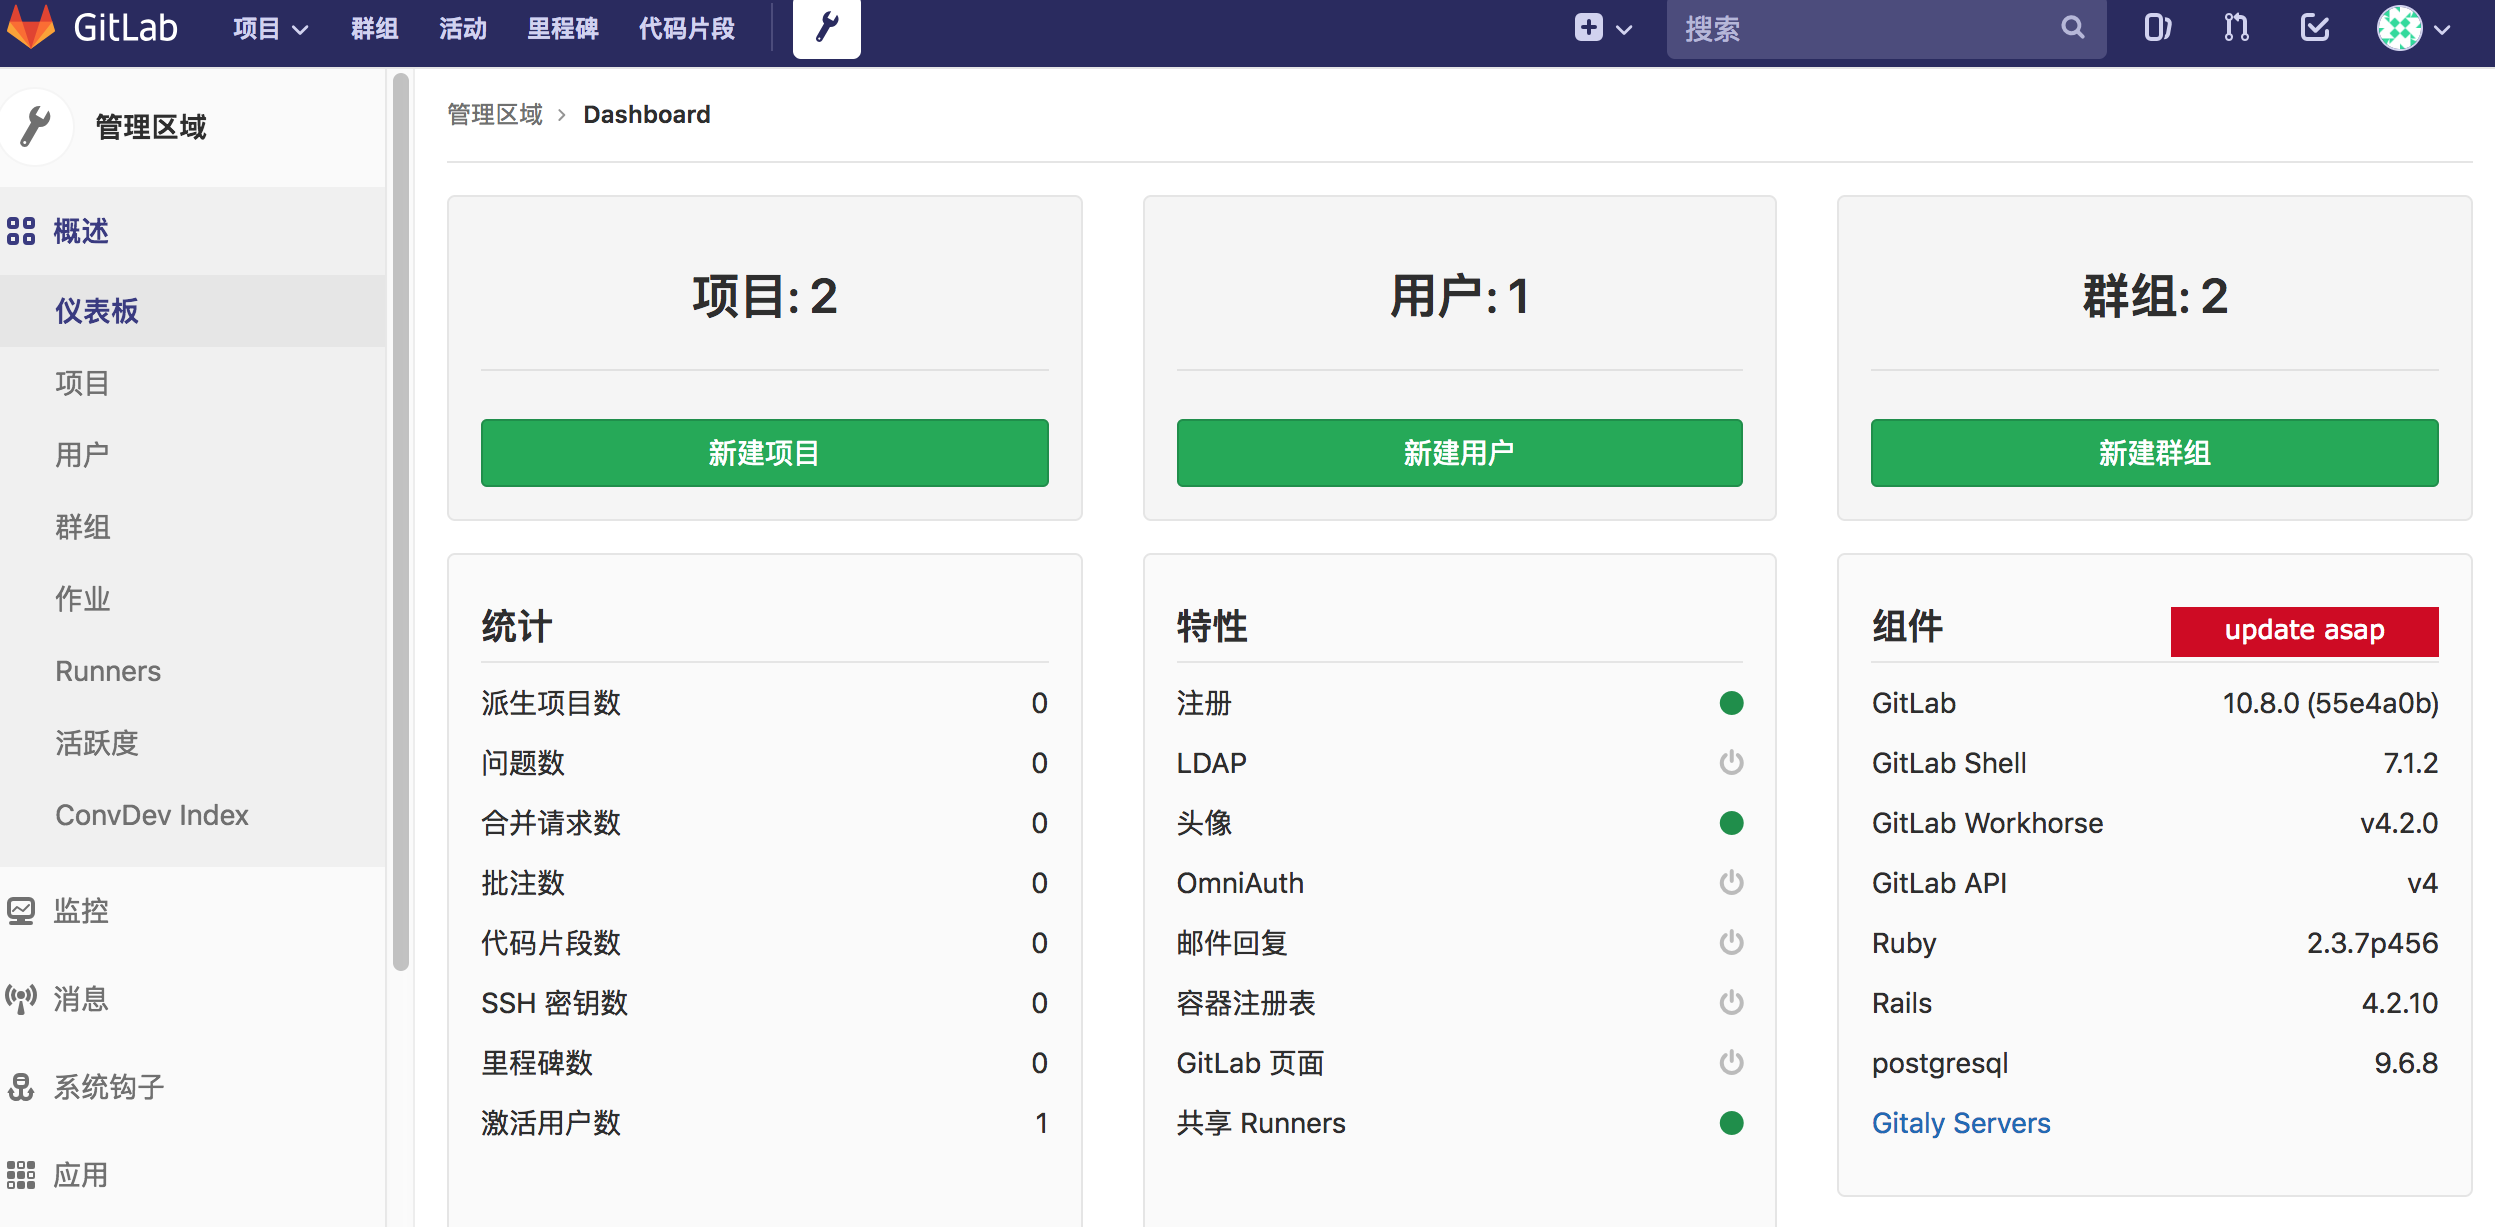 GitLab 项目 群组 活动 里程碑 代码片段 搜索
管理区域
概述
仪表板
项目
用户
群组
作业
Runners
活跃度
ConvDev Index
监控
消息
系统钩子
应用
管理区域 › Dashboard
项目: 2
新建项目
用户: 1
新建用户
群组: 2
新建群组
统计
派生项目数 0
问题数 0
合并请求数 0
批注数 0
代码片段数 0
SSH 密钥数 0
里程碑数 0
激活用户数 1
特性
注册
LDAP
头像
OmniAuth
邮件回复
容器注册表
GitLab 页面
共享 Runners
组件 update asap
GitLab 10.8.0 (55e4a0b)
GitLab Shell 7.1.2
GitLab Workhorse v4.2.0
GitLab API v4
Ruby 2.3.7p456
Rails 4.2.10
postgresql 9.6.8
Gitaly Servers